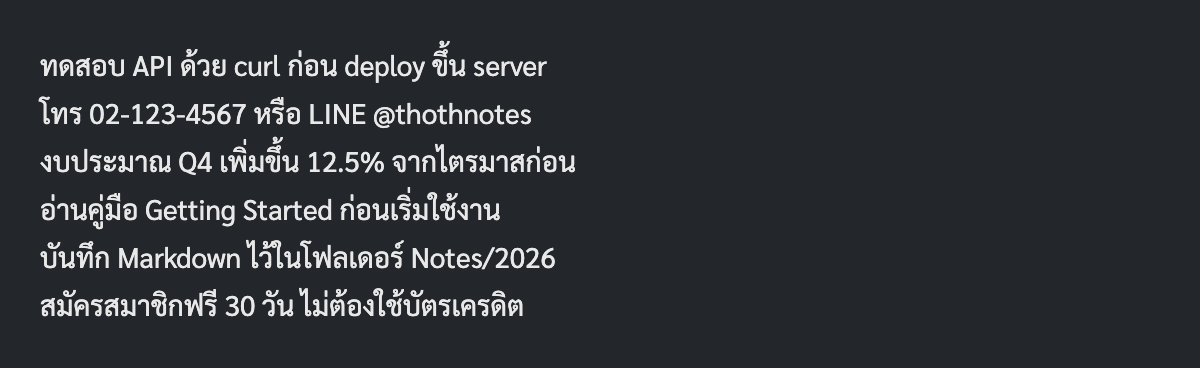 ทดสอบ API ด้วย curl ก่อน deploy ขึ้น server
โทร 02-123-4567 หรือ LINE @thothnotes
งบประมาณ Q4 เพิ่มขึ้น 12.5% จากไตรมาสก่อน
อ่านคู่มือ Getting Started ก่อนเริ่มใช้งาน
บันทึก Markdown ไว้ในโฟลเดอร์ Notes/2026
สมัครสมาชิกฟรี 30 วัน ไม่ต้องใช้บัตรเครดิต